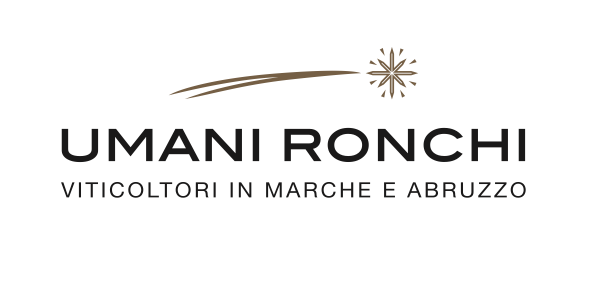 UMANI RONCHI
VITICOLTORI IN MARCHE E ABRUZZO